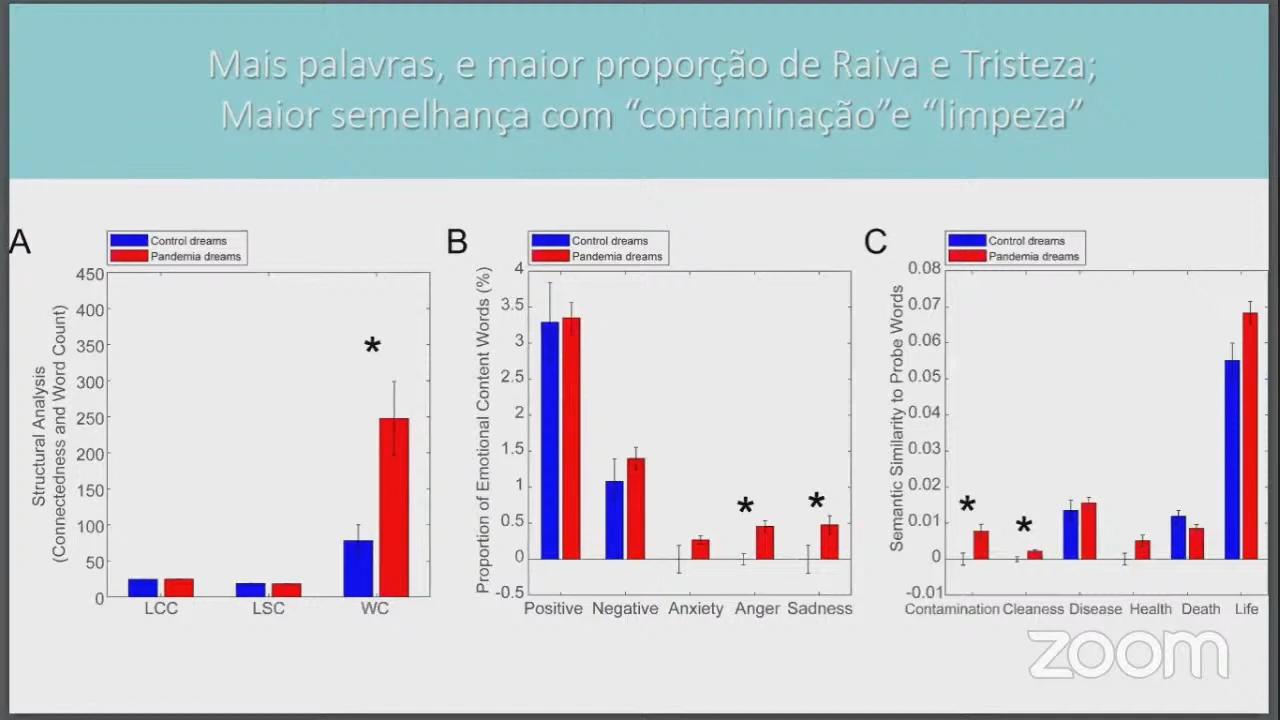 Mais palavras, e maior proporção de Raiva e Tristeza;
Maior semelhança com “contaminação”e “limpeza”
A
Control dreams
Pandemia dreams
Structural Analysis
(Connectedness and Word Count)
450
400
350
300
250
200
150
100
50
0
LCC LSC WC
*
B
Control dreams
Pandemia dreams
Proportion of Emotional Content Words (%)
4
3.5
3
2.5
2
1.5
1
0.5
0
-0.5
Positive Negative Anxiety Anger Sadness
* *
C
Control dreams
Pandemia dreams
Semantic Similarity to Probe Words
0.08
0.07
0.06
0.05
0.04
0.03
0.02
0.01
0
-0.01
Contamination Cleaness Disease Health Death Life
* *
zoom